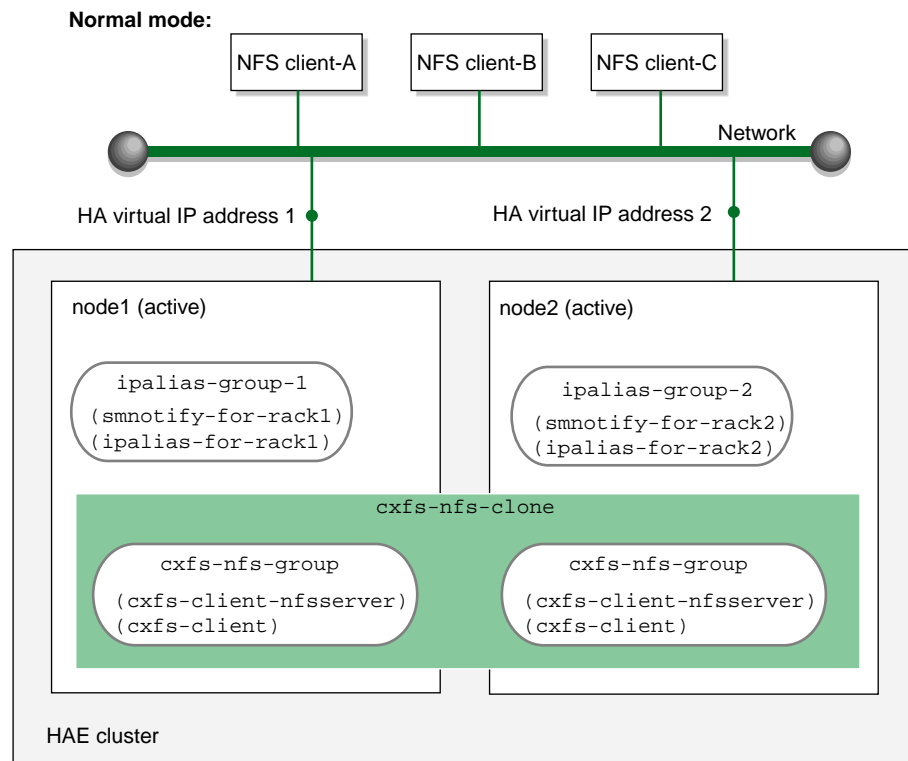 Normal mode:
NFS client-A
NFS client-B
NFS client-C
Network
HA virtual IP address 1
HA virtual IP address 2
node1 (active)
node2 (active)
ipalias-group-1
(smnotify-for-rack1)
(ipalias-for-rack1)
ipalias-group-2
(smnotify-for-rack2)
(ipalias-for-rack2)
cxfs-nfs-clone
cxfs-nfs-group
(cxfs-client-nfsserver)
(cxfs-client)
cxfs-nfs-group
(cxfs-client-nfsserver)
(cxfs-client)
HAE cluster